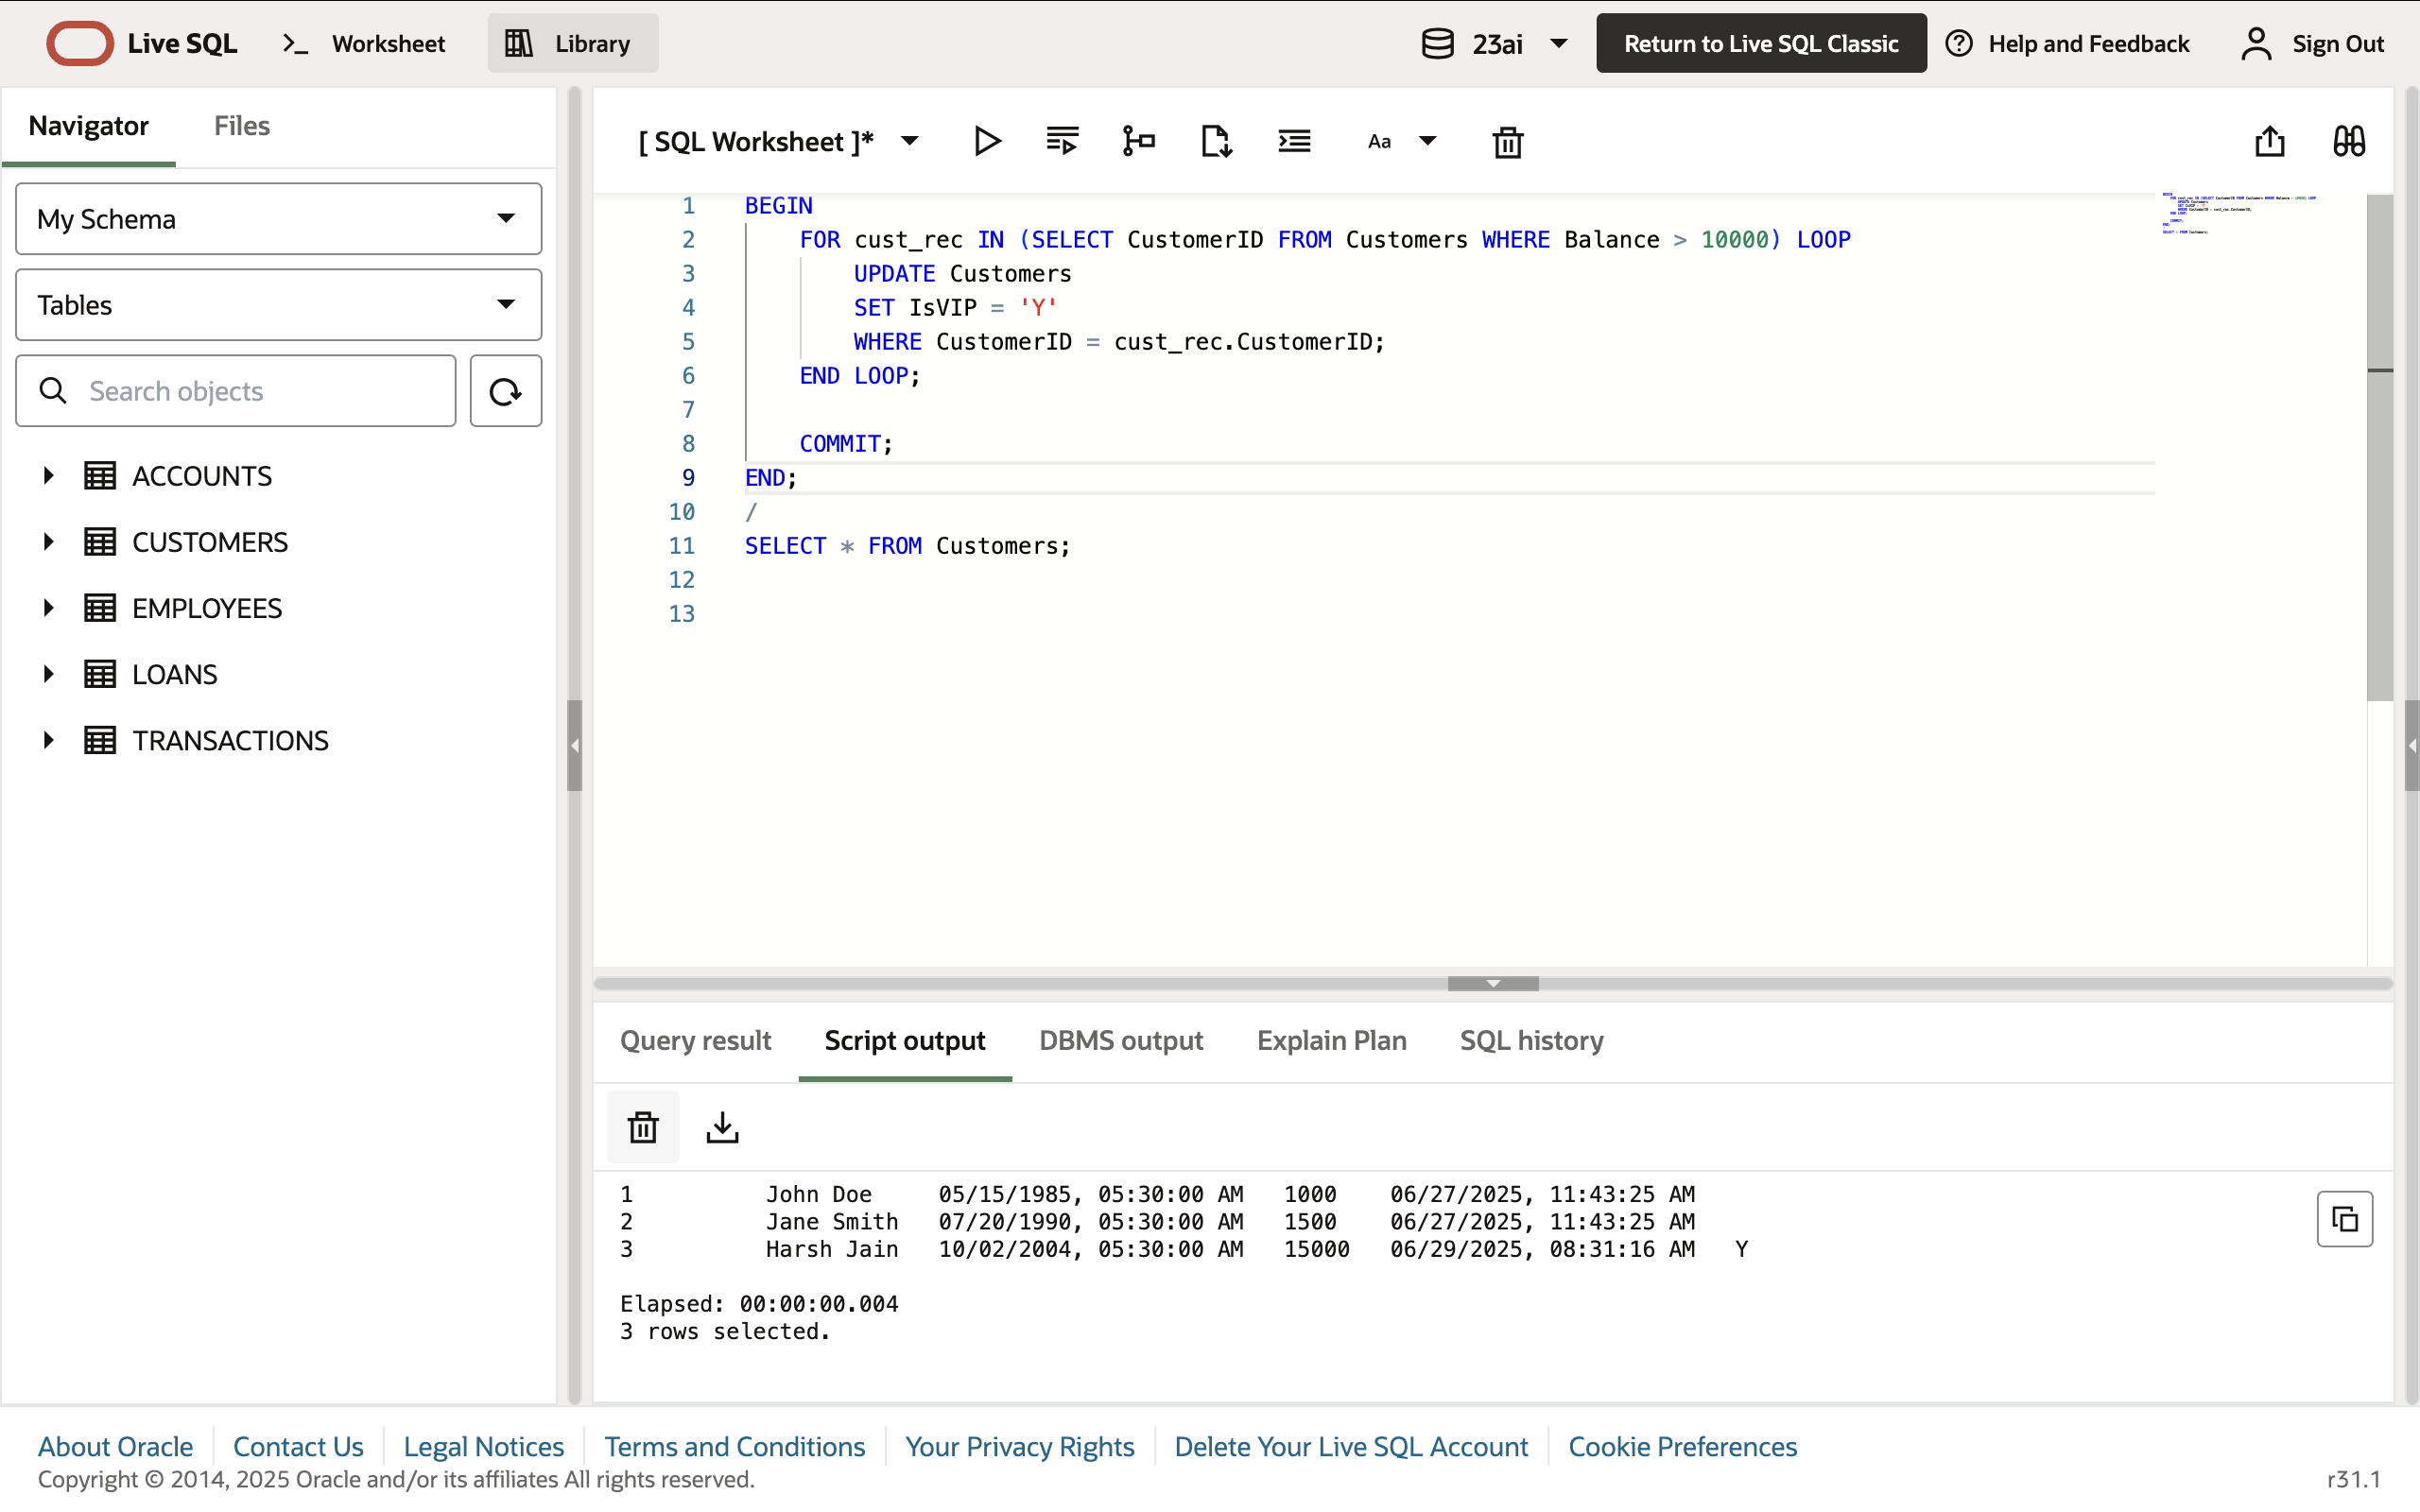 Live SQL
Worksheet
Library
23ai
Return to Live SQL Classic
Help and Feedback
Sign Out
Navigator
Files
My Schema
Tables
Search objects
ACCOUNTS
CUSTOMERS
EMPLOYEES
LOANS
TRANSACTIONS
[ SQL Worksheet ]*
Aa
1 BEGIN
2 FOR cust_rec IN (SELECT CustomerID FROM Customers WHERE Balance > 10000) LOOP
3 UPDATE Customers
4 SET IsVIP = 'Y'
5 WHERE CustomerID = cust_rec.CustomerID;
6 END LOOP;
7
8 COMMIT;
9 END;
10 /
11 SELECT * FROM Customers;
12
13
Query result
Script output
DBMS output
Explain Plan
SQL history
1 John Doe 05/15/1985, 05:30:00 AM 1000 06/27/2025, 11:43:25 AM
2 Jane Smith 07/20/1990, 05:30:00 AM 1500 06/27/2025, 11:43:25 AM
3 Harsh Jain 10/02/2004, 05:30:00 AM 15000 06/29/2025, 08:31:16 AM Y
Elapsed: 00:00:00.004
3 rows selected.
About Oracle
Contact Us
Legal Notices
Terms and Conditions
Your Privacy Rights
Delete Your Live SQL Account
Cookie Preferences
Copyright © 2014, 2025 Oracle and/or its affiliates All rights reserved.
r31.1